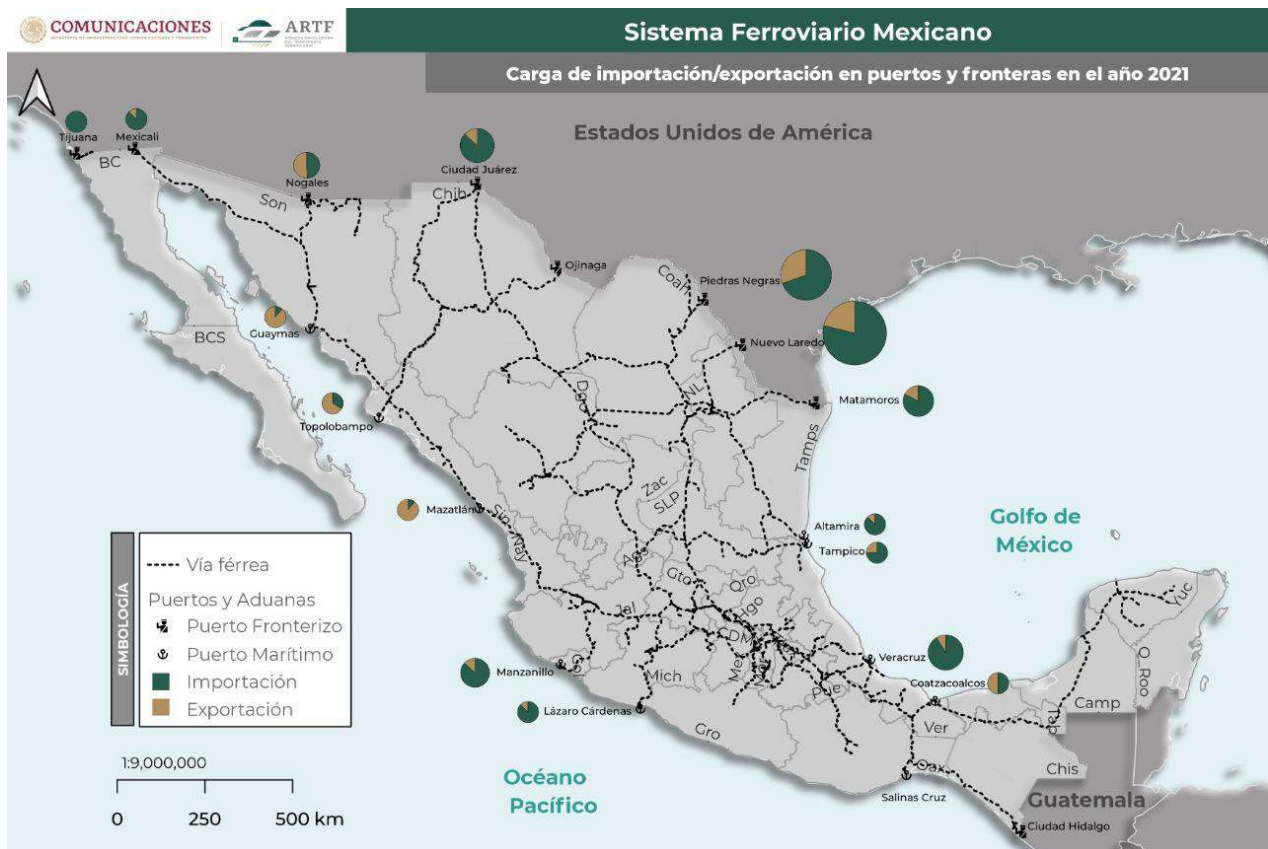 COMUNICACIONES
ARTF
Sistema Ferroviario Mexicano
Carga de importación/exportación en puertos y fronteras en el año 2021
Estados Unidos de América
Tijuana
Mexicali
BC
Nogales
Son
Ciudad Juárez
Chih
Ojinaga
Coah
Piedras Negras
Guaymas
BCS
Nuevo Laredo
Topolobampo
Dgo
NL
Matamoros
Tamps
Mazatlán
Sin
Nay
Zac
SLP
Altamira
Tampico
Golfo de
México
Ags
Gto
Qro
Hgo
Jal
CDM
Mex
Yuc
Q_Roo
Manzanillo
Col
Mich
Veracruz
Coatzacoalcos
Pue
Lázaro Cárdenas
Gro
Ver
Tab
Camp
Oax
Chis
Salinas Cruz
Guatemala
Ciudad Hidalgo
Océano
Pacífico
SIMBOLOGÍA
Vía férrea
Puertos y Aduanas
Puerto Fronterizo
Puerto Marítimo
Importación
Exportación
1:9,000,000
0 250 500 km